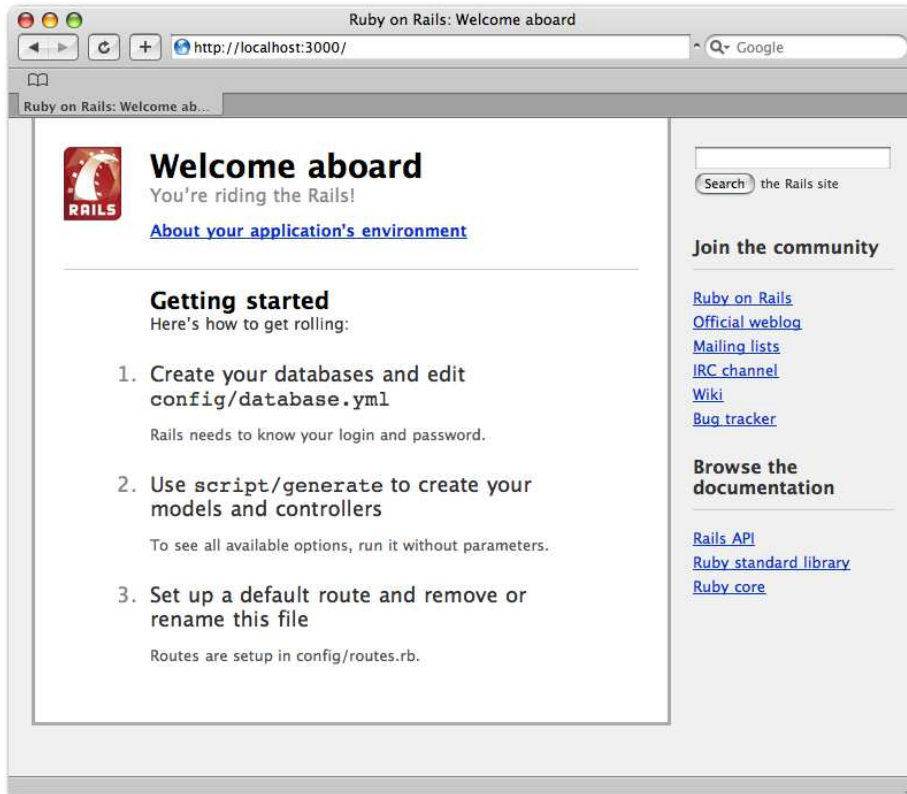 Ruby on Rails: Welcome aboard
http://localhost:3000/
Google
Ruby on Rails: Welcome ab...
RAILS
Welcome aboard
You're riding the Rails!
About your application's environment
Getting started
Here's how to get rolling:
1. Create your databases and edit
config/database.yml
Rails needs to know your login and password.
2. Use script/generate to create your
models and controllers
To see all available options, run it without parameters.
3. Set up a default route and remove or
rename this file
Routes are setup in config/routes.rb.
Search the Rails site
Join the community
Ruby on Rails
Official weblog
Mailing lists
IRC channel
Wiki
Bug tracker
Browse the
documentation
Rails API
Ruby standard library
Ruby core